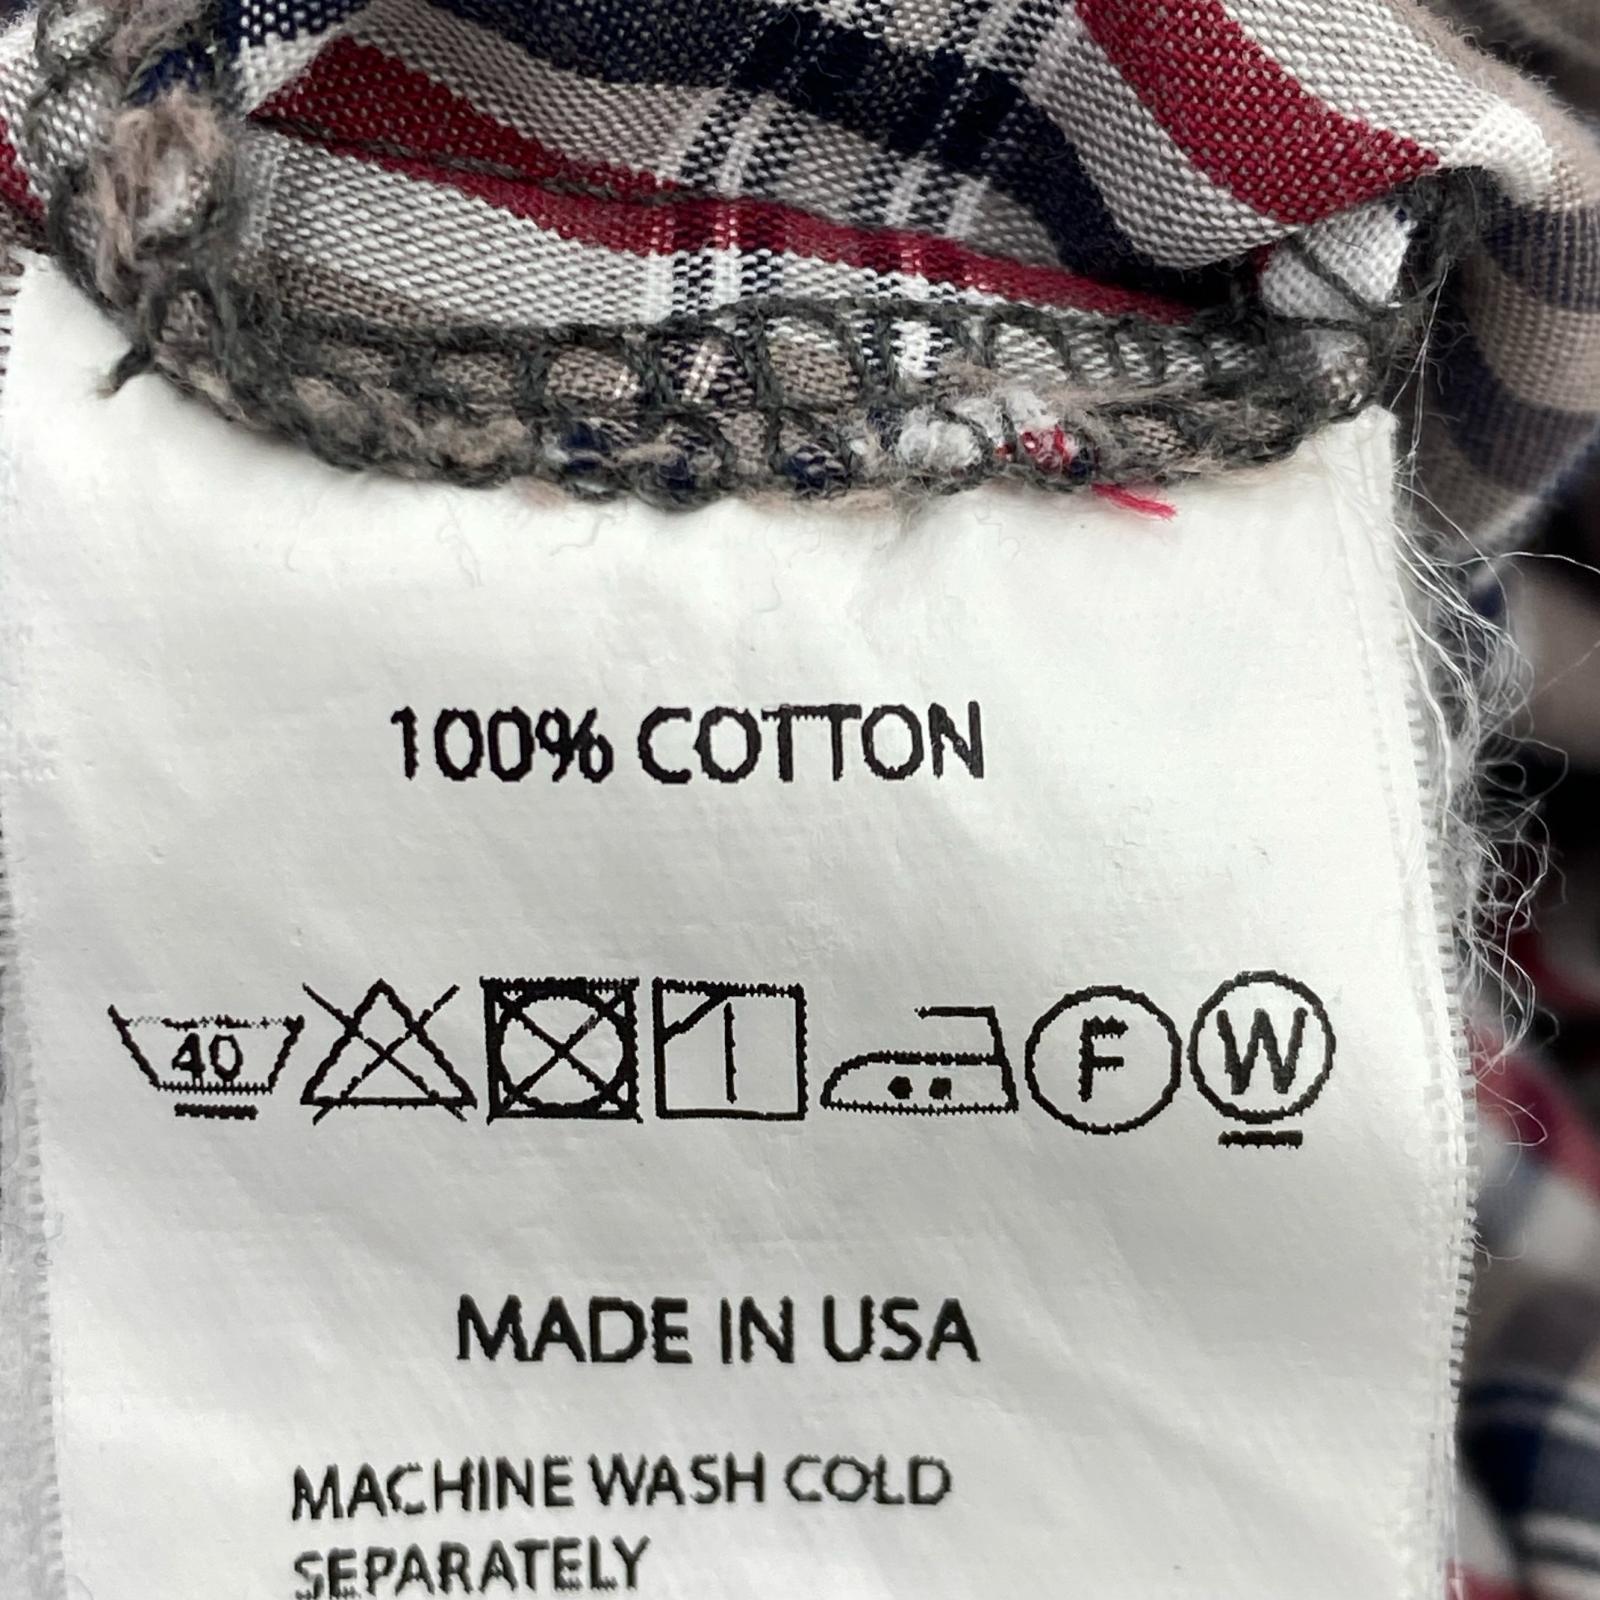 100% COTTON
40 F W
MADE IN USA
MACHINE WASH COLD
SEPARATELY